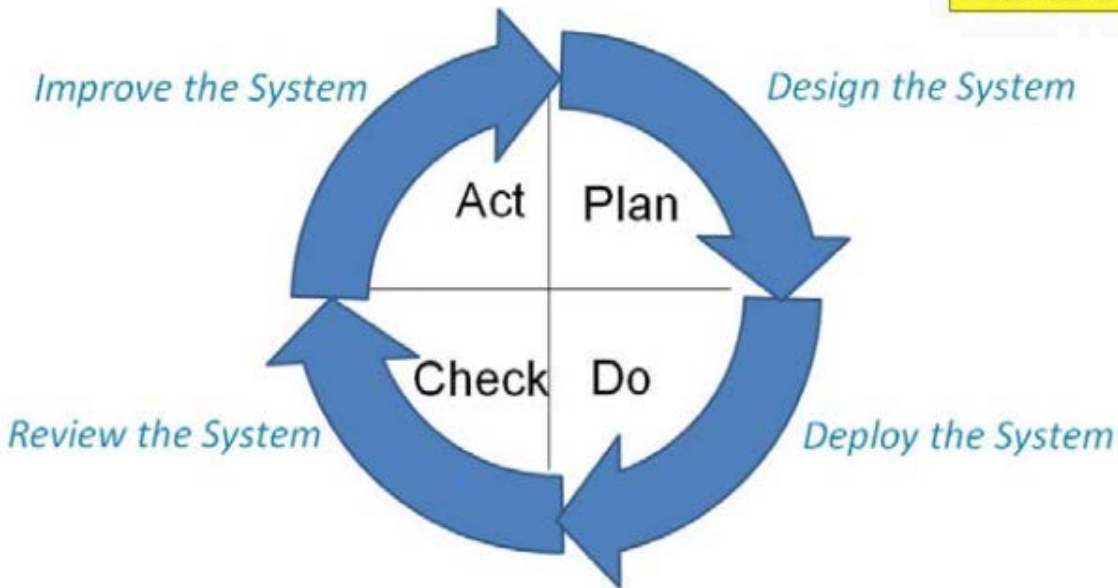 Improve the System
Design the System
Act
Plan
Check
Do
Review the System
Deploy the System